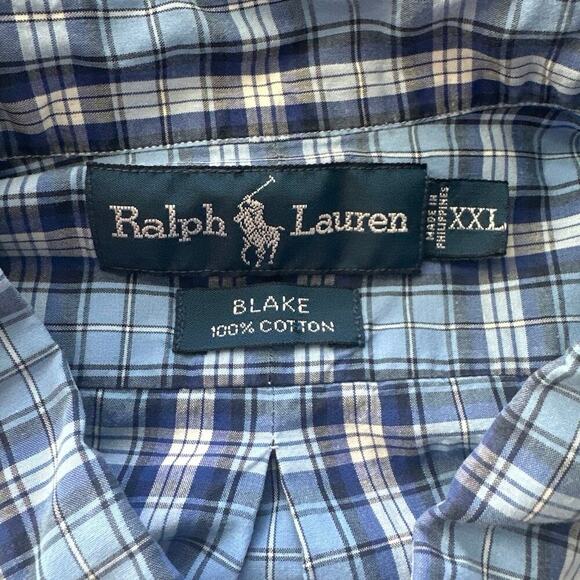 Ralph Lauren
MADE IN
PHILIPPINES
XXL
BLAKE
100% COTTON